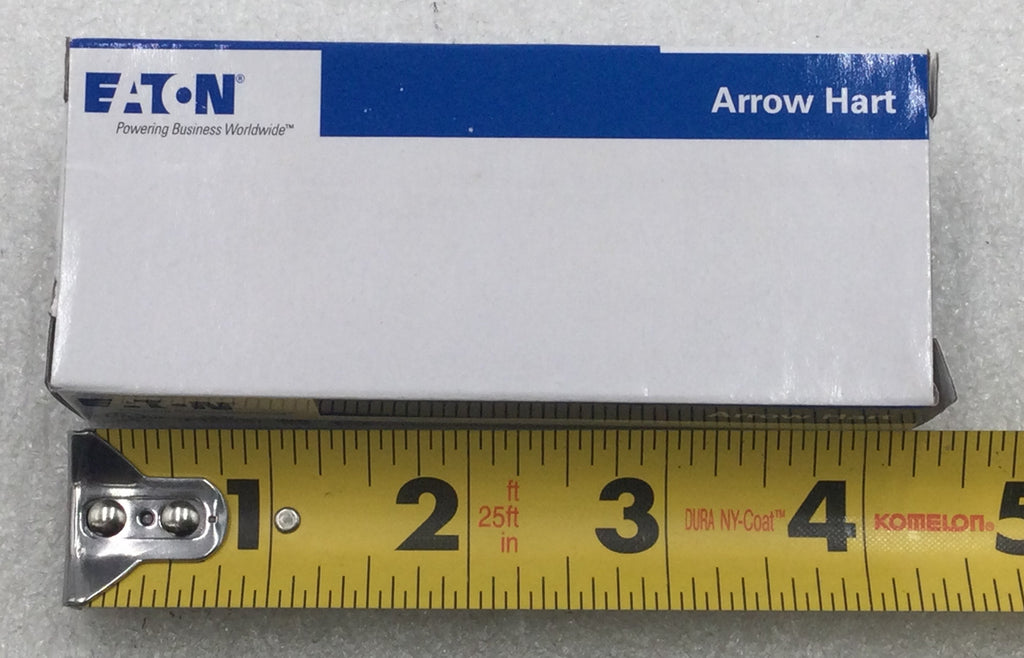 EATON®
Arrow Hart
Powering Business Worldwide™
1 2 3 4 5
ft
25ft
in
DURA NY-Coat™
KOMELON®